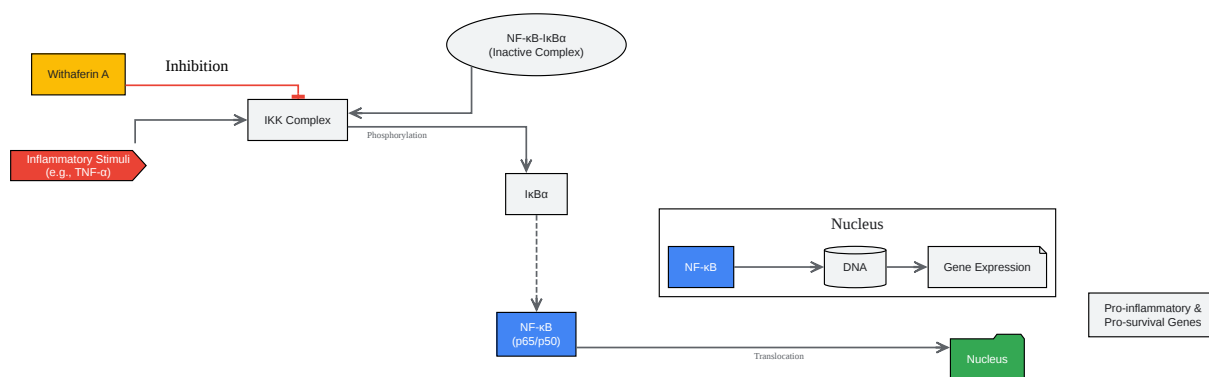 NF-κB-IκBα
(Inactive Complex)
Withaferin A
Inhibition
IKK Complex
Phosphorylation
Inflammatory Stimuli
(e.g., TNF-α)
IκBα
Nucleus
NF-κB
DNA
Gene Expression
Pro-inflammatory &
Pro-survival Genes
NF-κB
(p65/p50)
Translocation
Nucleus